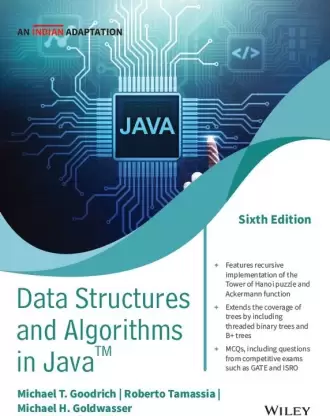 AN INDIAN ADAPTATION
</>
JAVA
Sixth Edition
Features recursive
implementation of the
Tower of Hanoi puzzle and
Ackermann function
Extends the coverage of
trees by including
threaded binary trees and
B+ trees
MCQs, including questions
from competitive exams
such as GATE and ISRO
Data Structures
and Algorithms
in Java™
Michael T. Goodrich | Roberto Tamassia |
Michael H. Goldwasser
WILEY